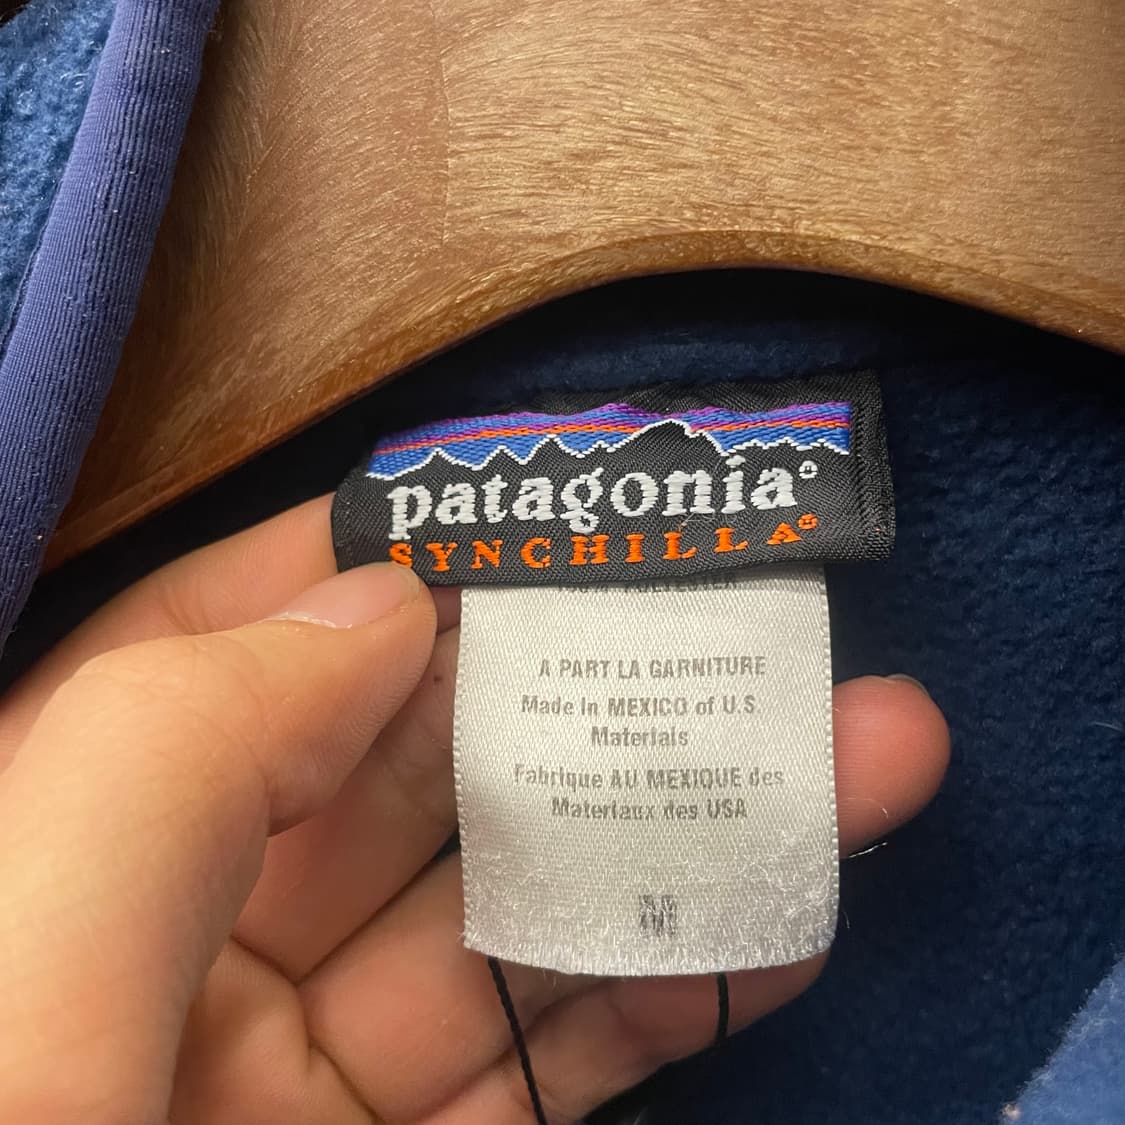 patagonia®
SYNCHILLA®
A PART LA GARNITURE
Made In MEXICO of U.S.
Materials
Fabrique AU MEXIQUE des
Materiaux des USA
M